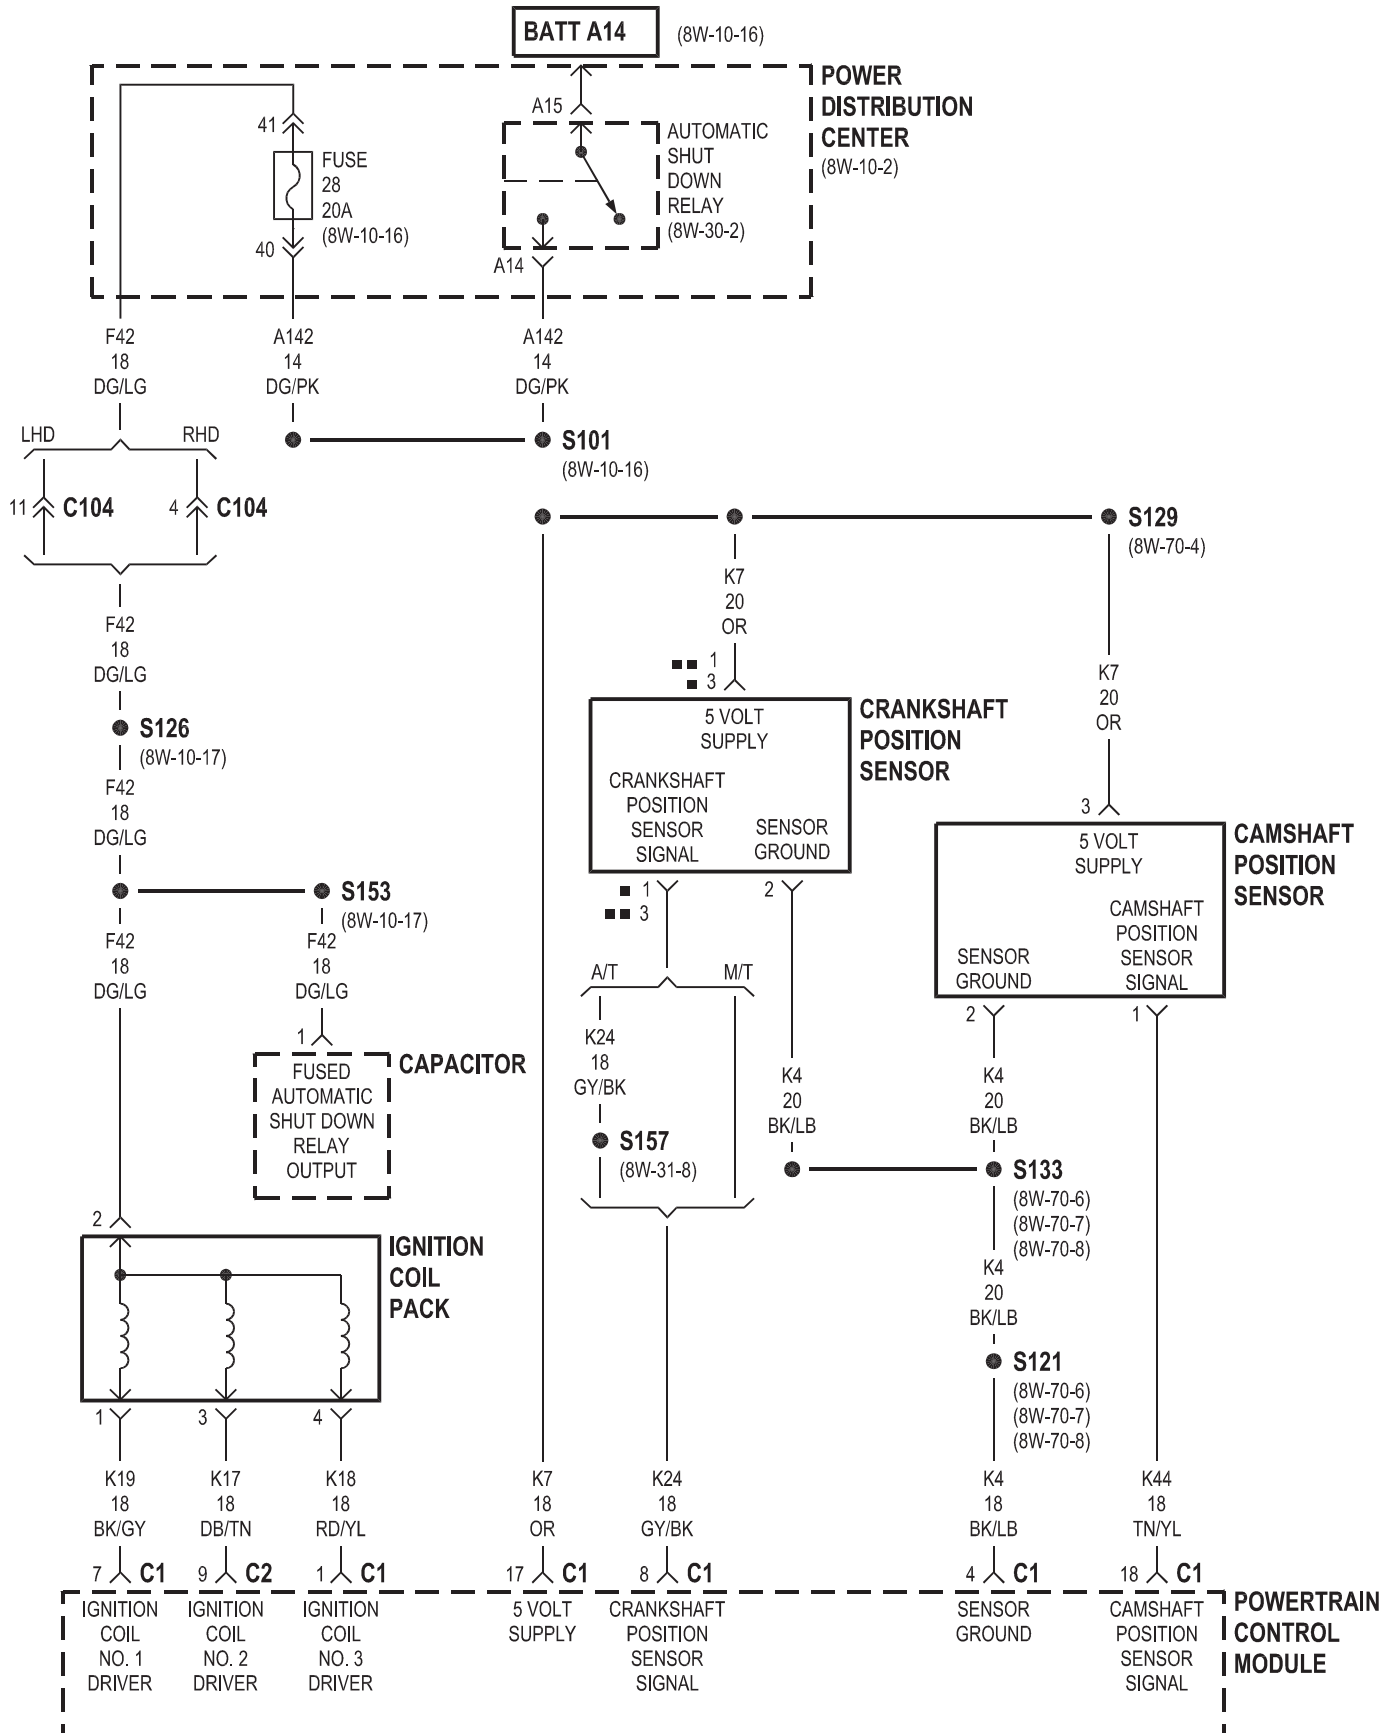 BATT A14
(8W-10-16)
POWER
DISTRIBUTION
CENTER
(8W-10-2)
A15
41
FUSE
28
20A
(8W-10-16)
40
AUTOMATIC
SHUT
DOWN
RELAY
(8W-30-2)
A14
F42
18
DG/LG
A142
14
DG/PK
A142
14
DG/PK
LHD
RHD
S101
(8W-10-16)
11
C104
4
C104
S129
(8W-70-4)
F42
18
DG/LG
K7
20
OR
1
3
K7
20
OR
S126
(8W-10-17)
5 VOLT
SUPPLY
CRANKSHAFT
POSITION
SENSOR
SIGNAL
SENSOR
GROUND
CRANKSHAFT
POSITION
SENSOR
F42
18
DG/LG
3
5 VOLT
SUPPLY
CAMSHAFT
POSITION
SENSOR
SIGNAL
SENSOR
GROUND
CAMSHAFT
POSITION
SENSOR
S153
(8W-10-17)
1
3
2
F42
18
DG/LG
F42
18
DG/LG
A/T
M/T
2
1
1
CAPACITOR
FUSED
AUTOMATIC
SHUT DOWN
RELAY
OUTPUT
K24
18
GY/BK
K4
20
BK/LB
K4
20
BK/LB
S157
(8W-31-8)
S133
(8W-70-6)
(8W-70-7)
(8W-70-8)
2
IGNITION
COIL
PACK
K4
20
BK/LB
S121
(8W-70-6)
(8W-70-7)
(8W-70-8)
1
3
4
K19
18
BK/GY
K17
18
DB/TN
K18
18
RD/YL
K7
18
OR
K24
18
GY/BK
K4
18
BK/LB
K44
18
TN/YL
7
C1
9
C2
1
C1
17
C1
8
C1
4
C1
18
C1
IGNITION
COIL
NO. 1
DRIVER
IGNITION
COIL
NO. 2
DRIVER
IGNITION
COIL
NO. 3
DRIVER
5 VOLT
SUPPLY
CRANKSHAFT
POSITION
SENSOR
SIGNAL
SENSOR
GROUND
CAMSHAFT
POSITION
SENSOR
SIGNAL
POWERTRAIN
CONTROL
MODULE